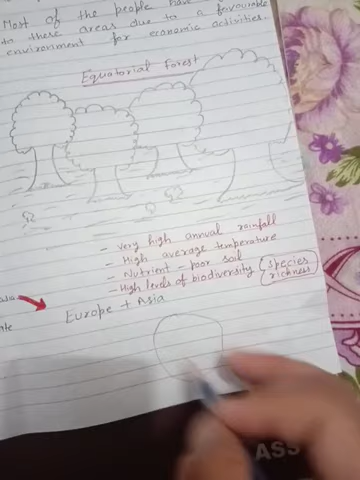 Most of the people have
to these areas due to a favourable
environment for economic activities.
Equatorial Forest
- Very high annual rainfall
- High average temperature
- Nutrient-poor soil
- High levels of biodiversity (species
richness)
Europe + Asia
ASS